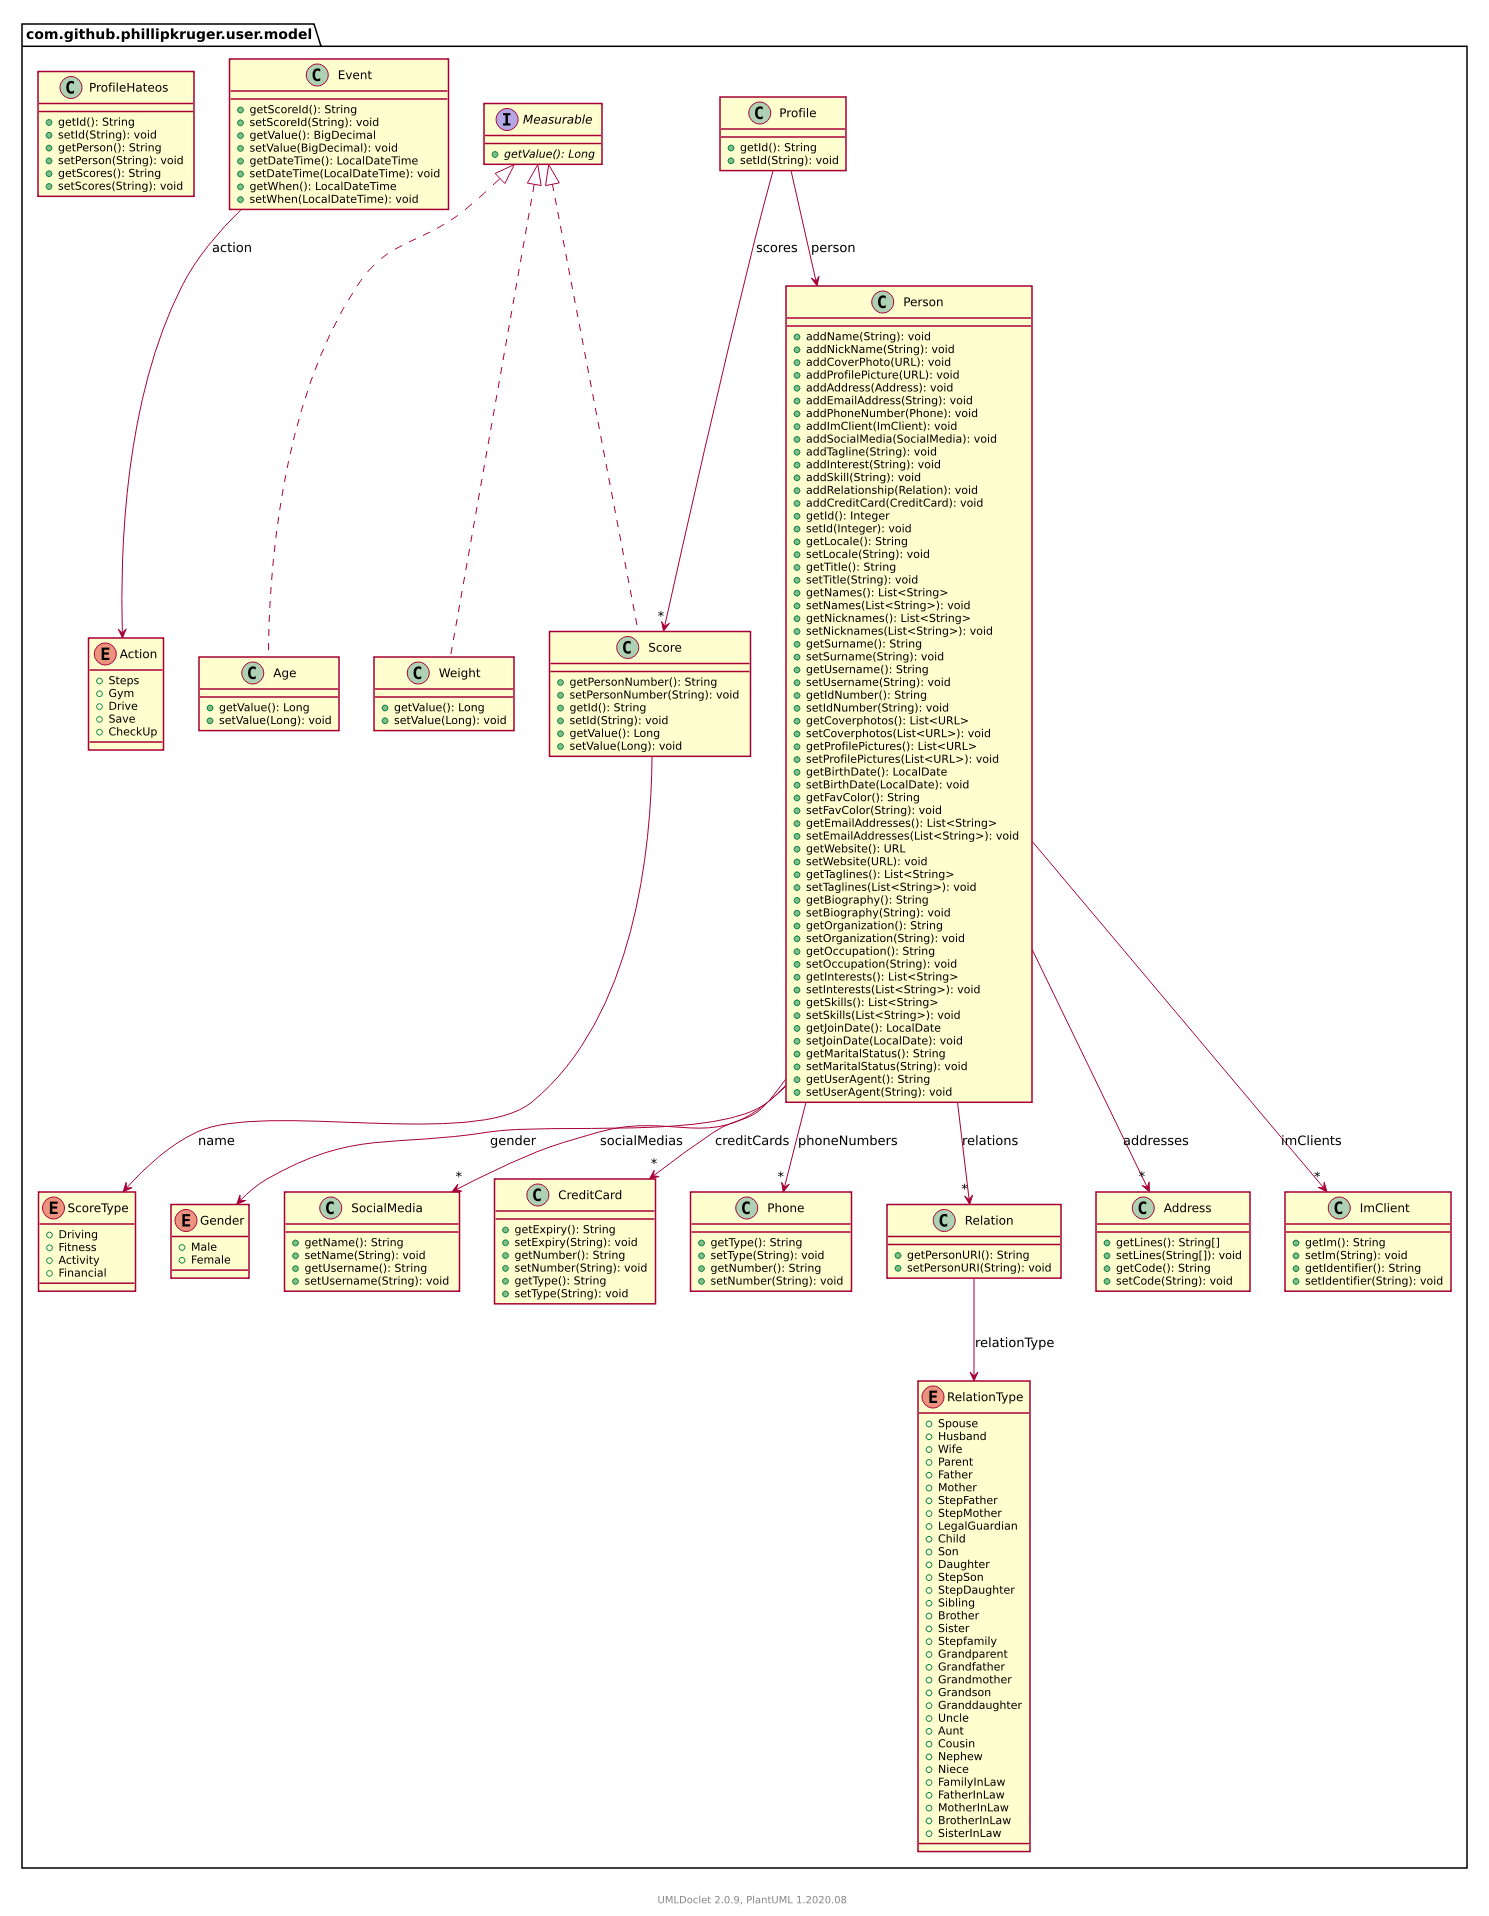 com.github.phillipkruger.user.model
C ProfileHateos
getId(): String
setId(String): void
getPerson(): String
setPerson(String): void
getScores(): String
setScores(String): void
C Event
getScoreId(): String
setScoreId(String): void
getValue(): BigDecimal
setValue(BigDecimal): void
getDateTime(): LocalDateTime
setDateTime(LocalDateTime): void
getWhen(): LocalDateTime
setWhen(LocalDateTime): void
I Measurable
getValue(): Long
C Profile
getId(): String
setId(String): void
action
scores
person
C Person
addName(String): void
addNickName(String): void
addCoverPhoto(URL): void
addProfilePicture(URL): void
addAddress(Address): void
addEmailAddress(String): void
addPhoneNumber(Phone): void
addImClient(ImClient): void
addSocialMedia(SocialMedia): void
addTagline(String): void
addInterest(String): void
addSkill(String): void
addRelationship(Relation): void
addCreditCard(CreditCard): void
getId(): Integer
setId(Integer): void
getLocale(): String
setLocale(String): void
getTitle(): String
setTitle(String): void
getNames(): List<String>
setNames(List<String>): void
getNicknames(): List<String>
setNicknames(List<String>): void
getSurname(): String
setSurname(String): void
getUsername(): String
setUsername(String): void
getIdNumber(): String
setIdNumber(String): void
getCoverphotos(): List<URL>
setCoverphotos(List<URL>): void
getProfilePictures(): List<URL>
setProfilePictures(List<URL>): void
getBirthDate(): LocalDate
setBirthDate(LocalDate): void
getFavColor(): String
setFavColor(String): void
getEmailAddresses(): List<String>
setEmailAddresses(List<String>): void
getWebsite(): URL
setWebsite(URL): void
getTaglines(): List<String>
setTaglines(List<String>): void
getBiography(): String
setBiography(String): void
getOrganization(): String
setOrganization(String): void
getOccupation(): String
setOccupation(String): void
getInterests(): List<String>
setInterests(List<String>): void
getSkills(): List<String>
setSkills(List<String>): void
getJoinDate(): LocalDate
setJoinDate(LocalDate): void
getMaritalStatus(): String
setMaritalStatus(String): void
getUserAgent(): String
setUserAgent(String): void
*
E Action
Steps
Gym
Drive
Save
CheckUp
C Age
getValue(): Long
setValue(Long): void
C Weight
getValue(): Long
setValue(Long): void
C Score
getPersonNumber(): String
setPersonNumber(String): void
getId(): String
setId(String): void
getValue(): Long
setValue(Long): void
name
gender
socialMedias
*
creditCards
*
phoneNumbers
*
relations
*
addresses
*
imClients
*
E ScoreType
Driving
Fitness
Activity
Financial
E Gender
Male
Female
C SocialMedia
getName(): String
setName(String): void
getUsername(): String
setUsername(String): void
C CreditCard
getExpiry(): String
setExpiry(String): void
getNumber(): String
setNumber(String): void
getType(): String
setType(String): void
C Phone
getType(): String
setType(String): void
getNumber(): String
setNumber(String): void
C Relation
getPersonURI(): String
setPersonURI(String): void
C Address
getLines(): String[]
setLines(String[]): void
getCode(): String
setCode(String): void
C ImClient
getIm(): String
setIm(String): void
getIdentifier(): String
setIdentifier(String): void
relationType
E RelationType
Spouse
Husband
Wife
Parent
Father
Mother
StepFather
StepMother
LegalGuardian
Child
Son
Daughter
StepSon
StepDaughter
Sibling
Brother
Sister
Stepfamily
Grandparent
Grandfather
Grandmother
Grandson
Granddaughter
Uncle
Aunt
Cousin
Nephew
Niece
FamilyInLaw
FatherInLaw
MotherInLaw
BrotherInLaw
SisterInLaw
UMLDoclet 2.0.9, PlantUML 1.2020.08